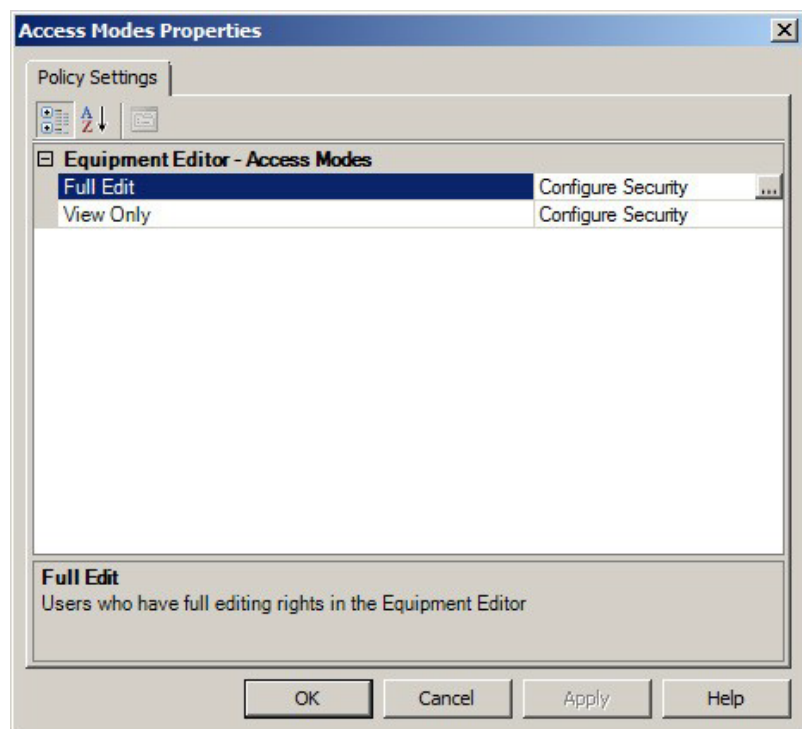 Access Modes Properties
Policy Settings
A
Z
Equipment Editor - Access Modes
Full Edit Configure Security ...
View Only Configure Security
Full Edit
Users who have full editing rights in the Equipment Editor
OK Cancel Apply Help